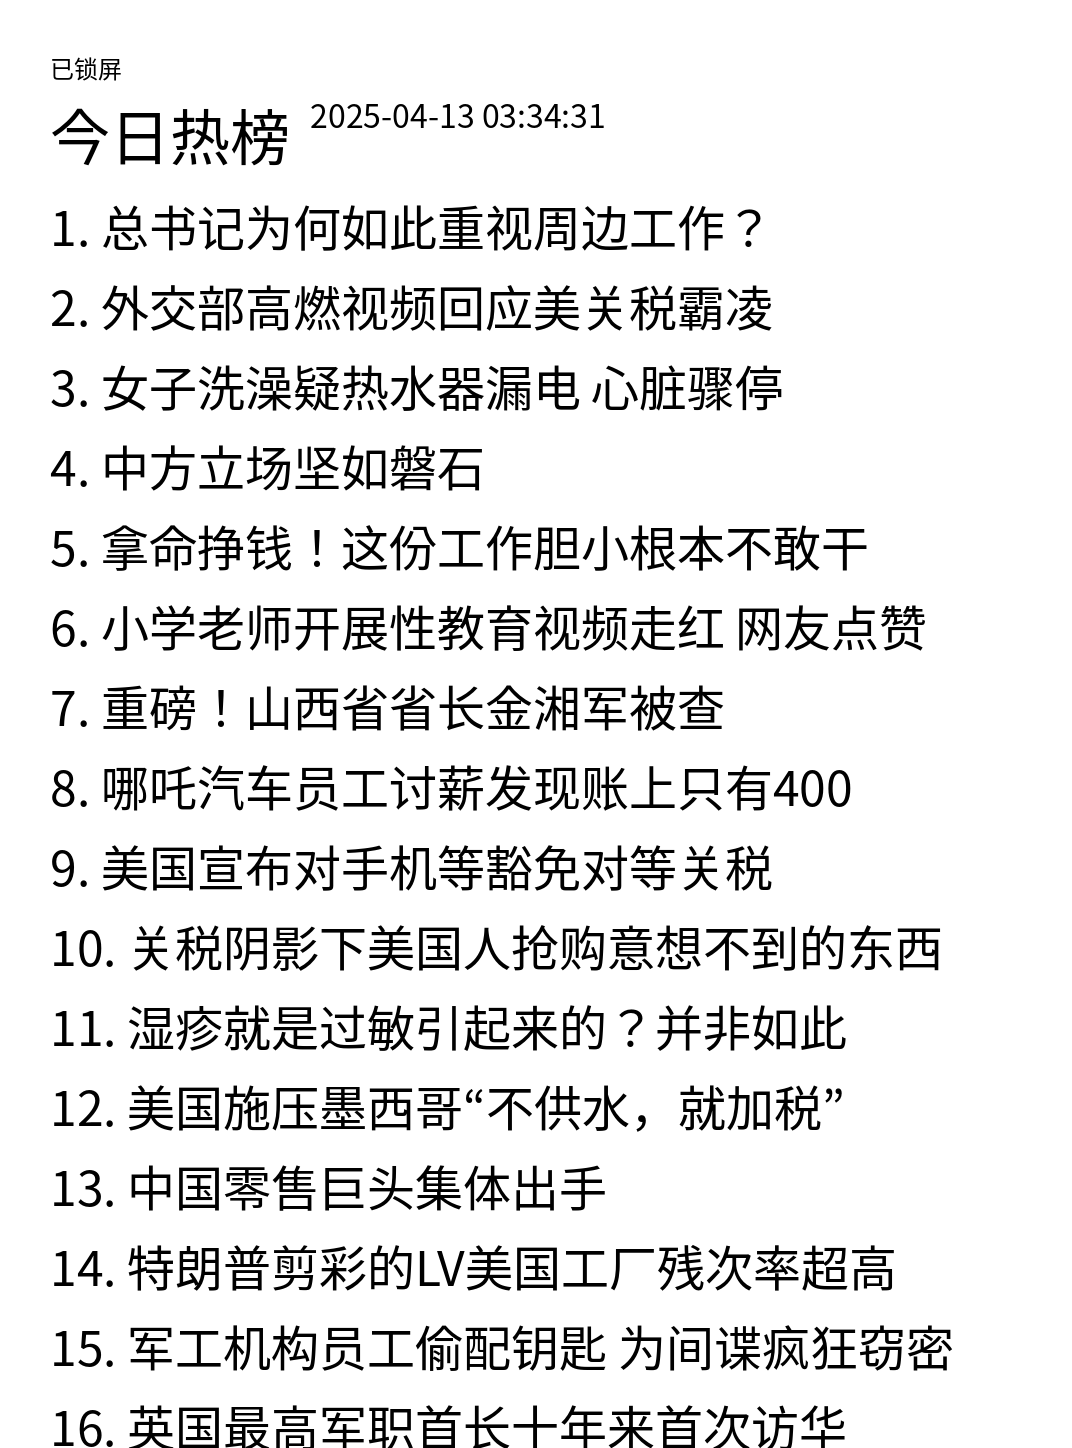 已锁屏
今日热榜 2025-04-13 03:34:31
1. 总书记为何如此重视周边工作？
2. 外交部高燃视频回应美关税霸凌
3. 女子洗澡疑热水器漏电 心脏骤停
4. 中方立场坚如磐石
5. 拿命挣钱！这份工作胆小根本不敢干
6. 小学老师开展性教育视频走红 网友点赞
7. 重磅！山西省省长金湘军被查
8. 哪吒汽车员工讨薪发现账上只有400
9. 美国宣布对手机等豁免对等关税
10. 关税阴影下美国人抢购意想不到的东西
11. 湿疹就是过敏引起来的？并非如此
12. 美国施压墨西哥“不供水，就加税”
13. 中国零售巨头集体出手
14. 特朗普剪彩的LV美国工厂残次率超高
15. 军工机构员工偷配钥匙 为间谍疯狂窃密
16. 英国最高军职首长十年来首次访华